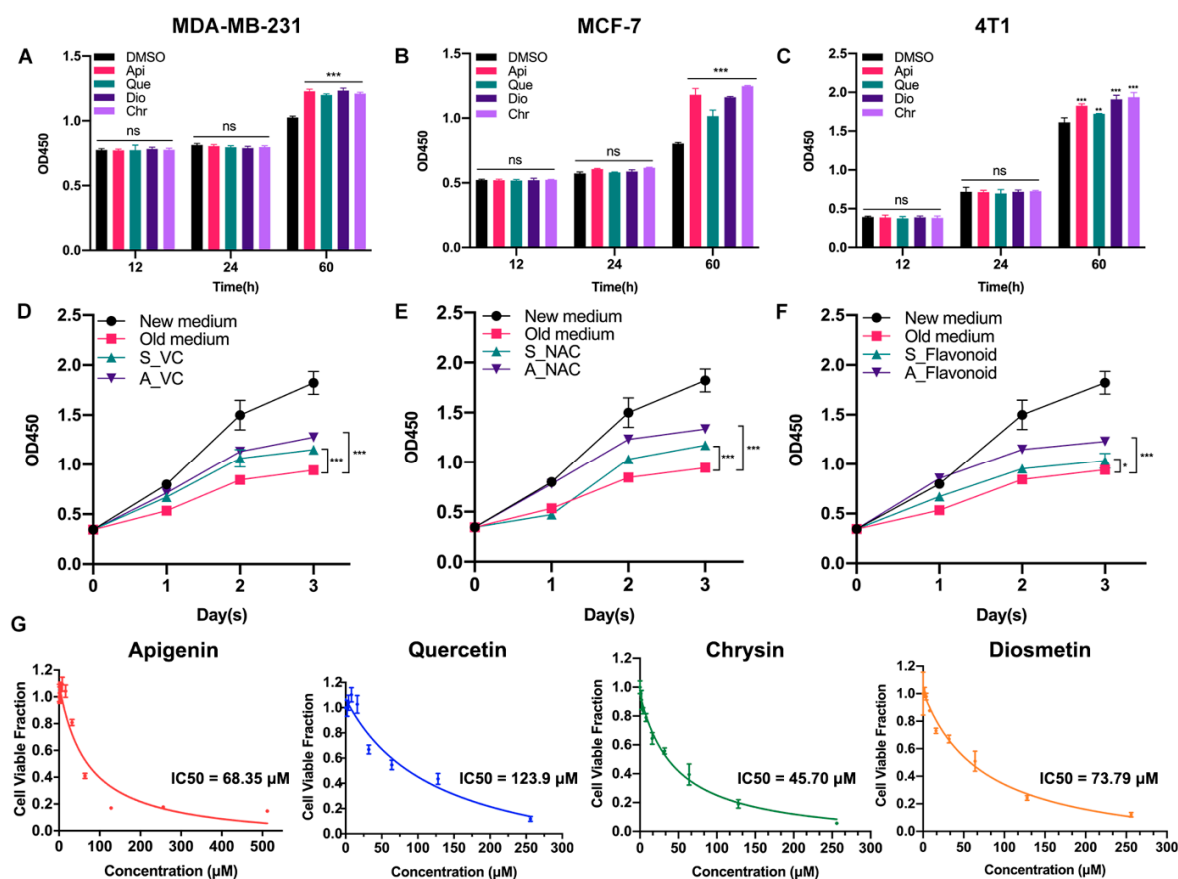 MDA-MB-231
MCF-7
4T1
A
DMSO
Api
Que
Dio
Chr
***
ns
ns
OD450
1.5
1.0
0.5
0.0
12
24
60
Time(h)
B
DMSO
Api
Que
Dio
Chr
***
ns
ns
OD450
1.5
1.0
0.5
0.0
12
24
60
Time(h)
C
DMSO
Api
Que
Dio
Chr
***
**
***
***
ns
ns
OD450
2.5
2.0
1.5
1.0
0.5
0.0
12
24
60
Time(h)
D
New medium
Old medium
S_VC
A_VC
***
***
OD450
2.5
2.0
1.5
1.0
0.5
0.0
0
1
2
3
Day(s)
E
New medium
Old medium
S_NAC
A_NAC
***
***
OD450
2.5
2.0
1.5
1.0
0.5
0.0
0
1
2
3
Day(s)
F
New medium
Old medium
S_Flavonoid
A_Flavonoid
*
***
OD450
2.5
2.0
1.5
1.0
0.5
0.0
0
1
2
3
Day(s)
G
Apigenin
Cell Viable Fraction
1.2
1.0
0.8
0.6
0.4
0.2
0.0
IC50 = 68.35 µM
0 100 200 300 400 500
Concentration (µM)
Quercetin
Cell Viable Fraction
1.2
1.0
0.8
0.6
0.4
0.2
0.0
IC50 = 123.9 µM
0 50 100 150 200 250 300
Concentration (µM)
Chrysin
Cell Viable Fraction
1.2
1.0
0.8
0.6
0.4
0.2
0.0
IC50 = 45.70 µM
0 50 100 150 200 250 300
Concentration (µM)
Diosmetin
Cell Viable Fraction
1.2
1.0
0.8
0.6
0.4
0.2
0.0
IC50 = 73.79 µM
0 50 100 150 200 250 300
Concentration (µM)